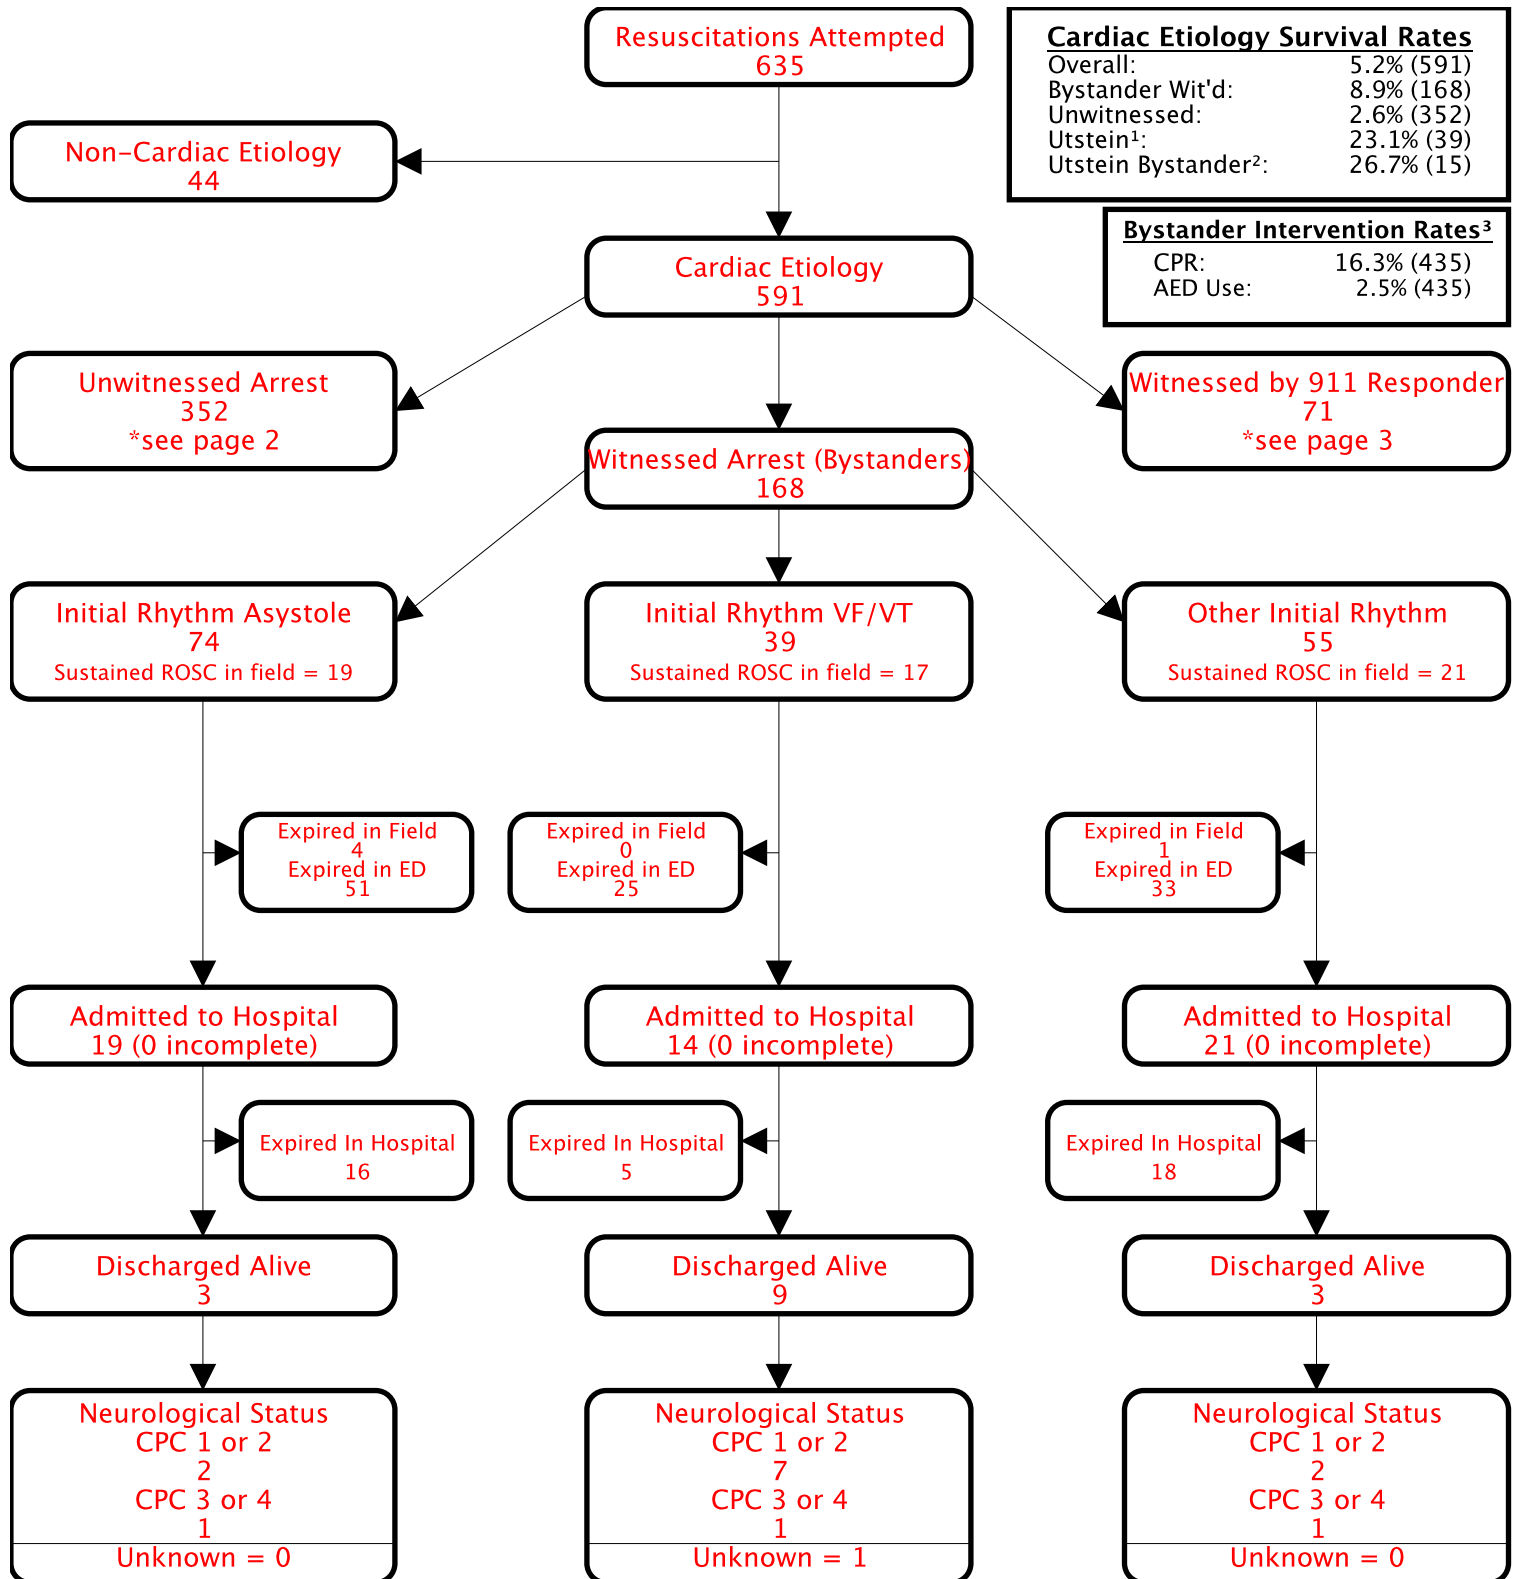 Resuscitations Attempted
635
Cardiac Etiology Survival Rates
Overall: 5.2% (591)
Bystander Wit'd: 8.9% (168)
Unwitnessed: 2.6% (352)
Utstein¹: 23.1% (39)
Utstein Bystander²: 26.7% (15)
Non-Cardiac Etiology
44
Bystander Intervention Rates³
CPR: 16.3% (435)
AED Use: 2.5% (435)
Cardiac Etiology
591
Unwitnessed Arrest
352
*see page 2
Witnessed by 911 Responder
71
*see page 3
Witnessed Arrest (Bystanders)
168
Initial Rhythm Asystole
74
Sustained ROSC in field = 19
Initial Rhythm VF/VT
39
Sustained ROSC in field = 17
Other Initial Rhythm
55
Sustained ROSC in field = 21
Expired in Field
4
Expired in ED
51
Expired in Field
0
Expired in ED
25
Expired in Field
1
Expired in ED
33
Admitted to Hospital
19 (0 incomplete)
Admitted to Hospital
14 (0 incomplete)
Admitted to Hospital
21 (0 incomplete)
Expired In Hospital
16
Expired In Hospital
5
Expired In Hospital
18
Discharged Alive
3
Discharged Alive
9
Discharged Alive
3
Neurological Status
CPC 1 or 2
2
CPC 3 or 4
1
Unknown = 0
Neurological Status
CPC 1 or 2
7
CPC 3 or 4
1
Unknown = 1
Neurological Status
CPC 1 or 2
2
CPC 3 or 4
1
Unknown = 0